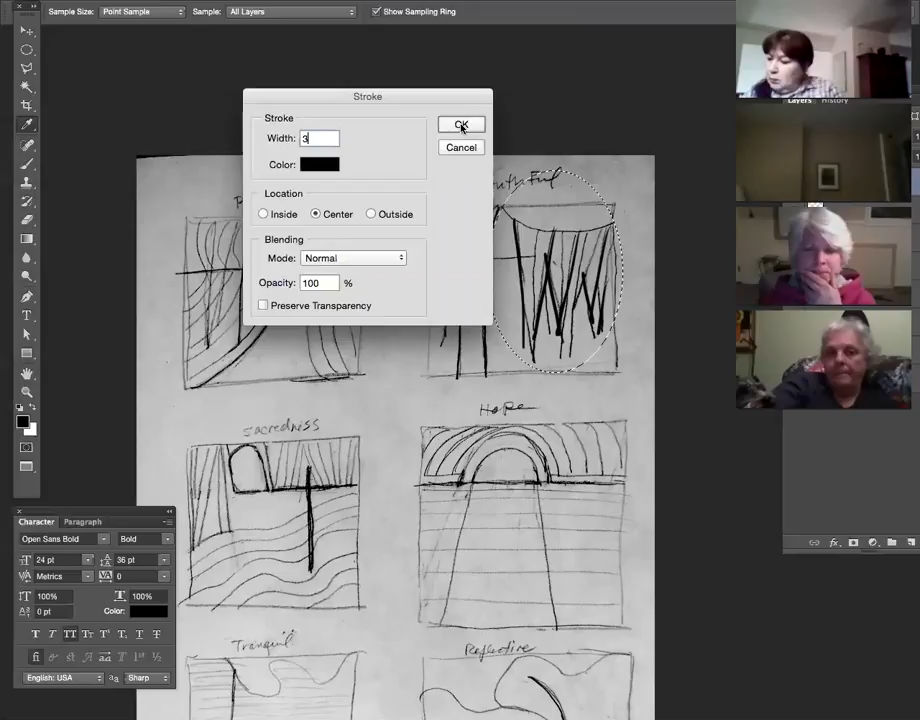 Sample Size: Point Sample Sample: All Layers Show Sampling Ring
Layers History
Stroke
Stroke
Width: 3
Color:
OK
Cancel
Location
Inside Center Outside
Blending
Mode: Normal
Opacity: 100 %
Preserve Transparency
Sacredness
Hope
Tranquil
Reflective
Character Paragraph
Open Sans Bold Bold
24 pt 36 pt
Metrics 0
100% 100%
0 pt Color:
English: USA Sharp